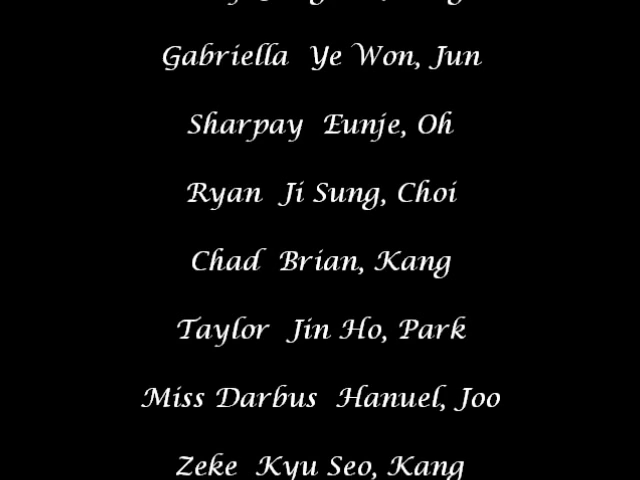 Gabriella Ye Won, Jun
Sharpay Eunje, Oh
Ryan Ji Sung, Choi
Chad Brian, Kang
Taylor Jin Ho, Park
Miss Darbus Hanuel, Joo
Zeke Kyu Seo, Kang